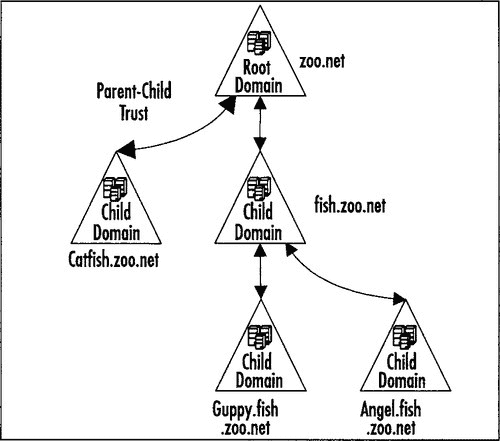 Root
Domain
zoo.net
Parent-Child
Trust
Child
Domain
Catfish.zoo.net
Child
Domain
fish.zoo.net
Child
Domain
Guppy.fish
.zoo.net
Child
Domain
Angel.fish
.zoo.net